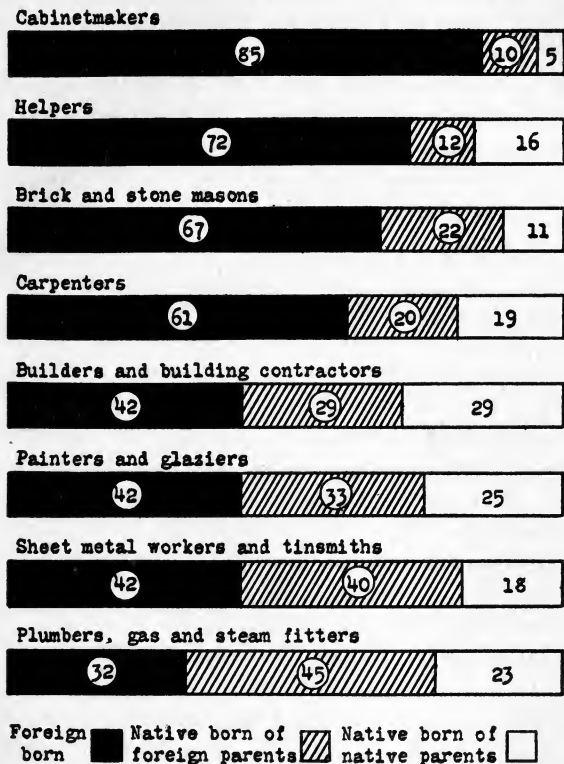 Cabinetmakers
85 10 5
Helpers
72 12 16
Brick and stone masons
67 22 11
Carpenters
61 20 19
Builders and building contractors
42 29 29
Painters and glaziers
42 33 25
Sheet metal workers and tinsmiths
42 40 18
Plumbers, gas and steam fitters
32 45 23
Foreign born
Native born of foreign parents
Native born of native parents